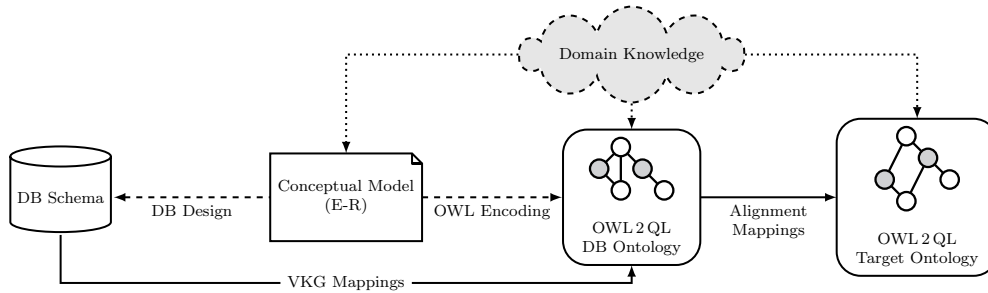 Domain Knowledge
DB Schema
DB Design
Conceptual Model
(E-R)
OWL Encoding
OWL 2 QL
DB Ontology
Alignment
Mappings
OWL 2 QL
Target Ontology
VKG Mappings